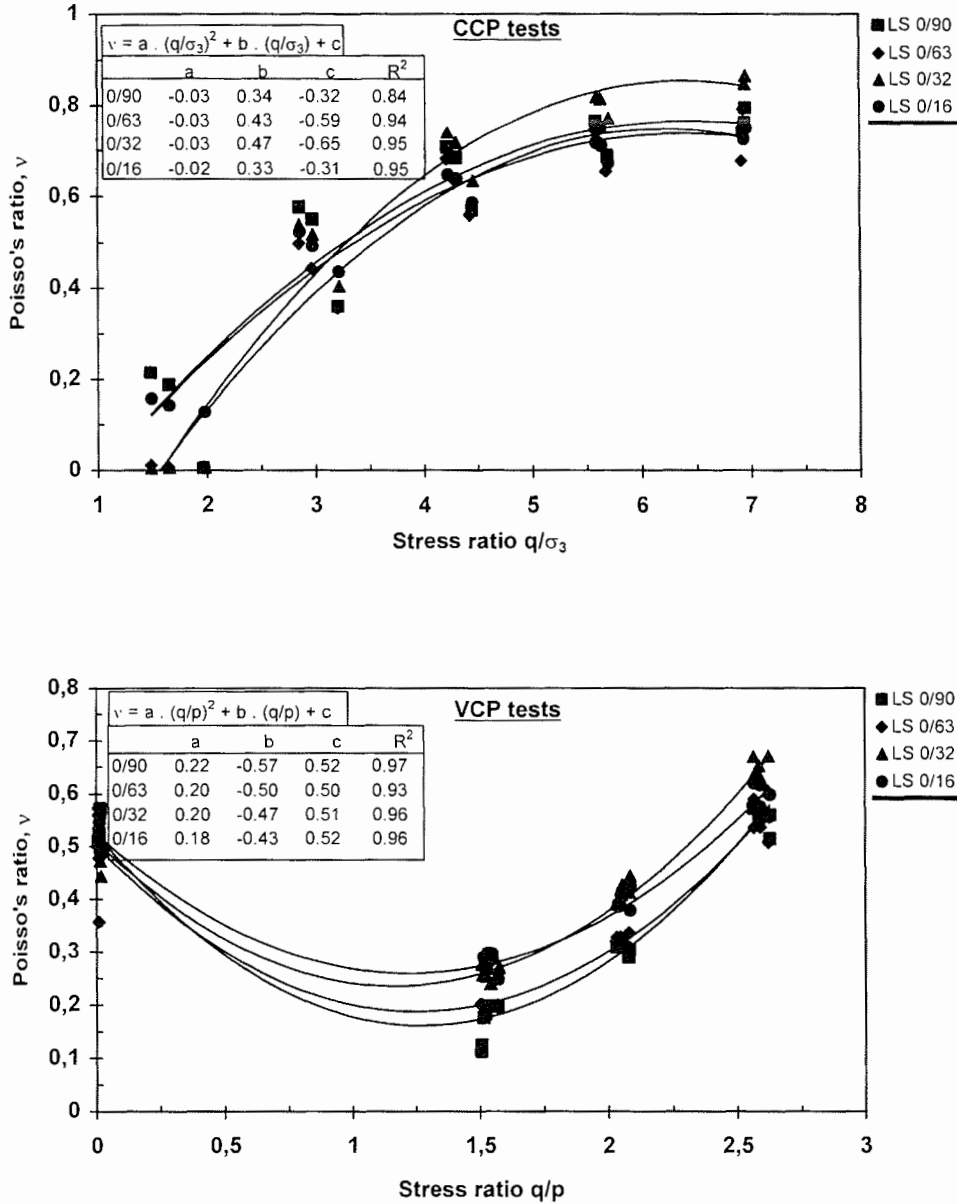 CCP tests
ν = a . (q/σ₃)² + b . (q/σ₃) + c
a b c R²
0/90 -0.03 0.34 -0.32 0.84
0/63 -0.03 0.43 -0.59 0.94
0/32 -0.03 0.47 -0.65 0.95
0/16 -0.02 0.33 -0.31 0.95
LS 0/90
LS 0/63
LS 0/32
LS 0/16
Poisso's ratio, ν
1
0,8
0,6
0,4
0,2
0
1 2 3 4 5 6 7 8
Stress ratio q/σ₃
VCP tests
ν = a . (q/p)² + b . (q/p) + c
a b c R²
0/90 0.22 -0.57 0.52 0.97
0/63 0.20 -0.50 0.50 0.93
0/32 0.20 -0.47 0.51 0.96
0/16 0.18 -0.43 0.52 0.96
LS 0/90
LS 0/63
LS 0/32
LS 0/16
Poisso's ratio, ν
0,8
0,7
0,6
0,5
0,4
0,3
0,2
0,1
0
0 0,5 1 1,5 2 2,5 3
Stress ratio q/p